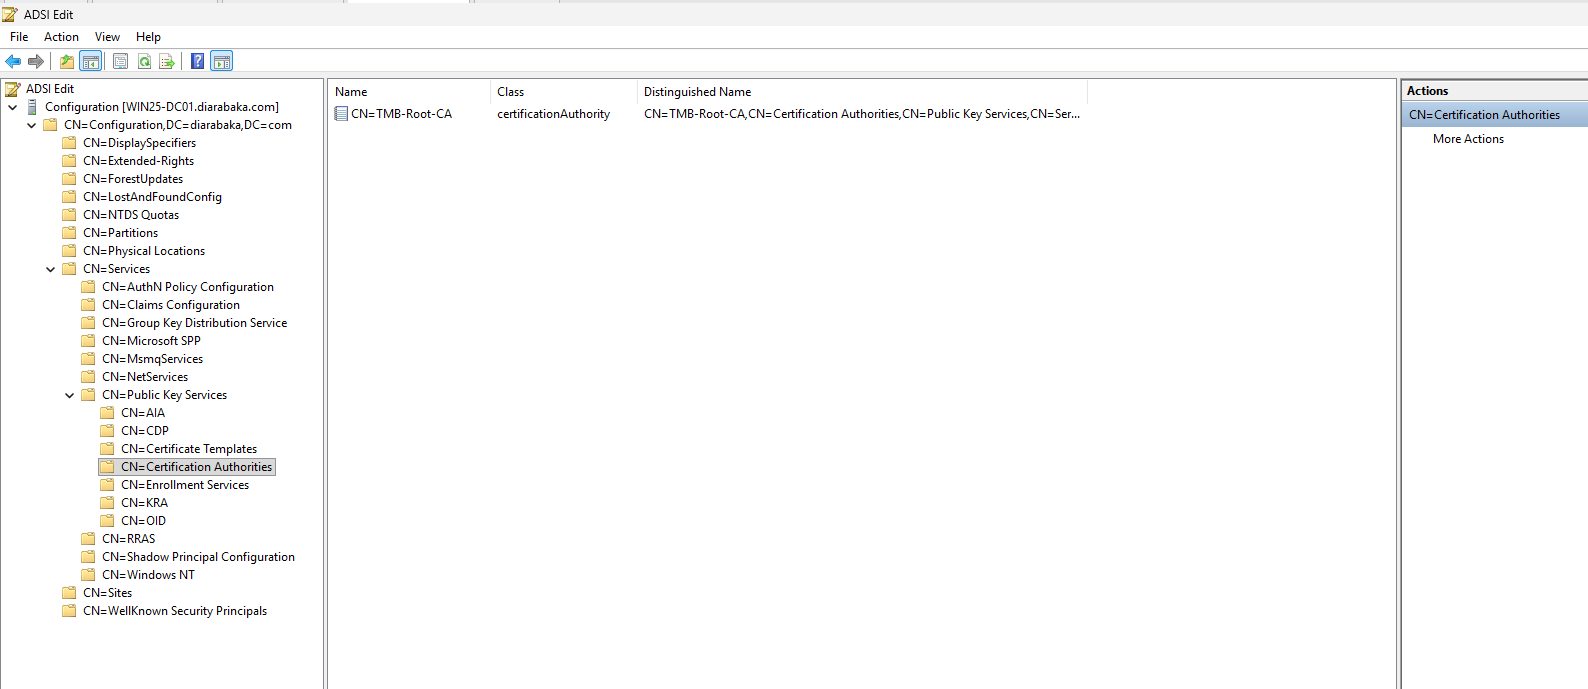 ADSI Edit
File Action View Help
ADSI Edit
Configuration [WIN25-DC01.diarabaka.com]
CN=Configuration,DC=diarabaka,DC=com
CN=DisplaySpecifiers
CN=Extended-Rights
CN=ForestUpdates
CN=LostAndFoundConfig
CN=NTDS Quotas
CN=Partitions
CN=Physical Locations
CN=Services
CN=AuthN Policy Configuration
CN=Claims Configuration
CN=Group Key Distribution Service
CN=Microsoft SPP
CN=MsmqServices
CN=NetServices
CN=Public Key Services
CN=AIA
CN=CDP
CN=Certificate Templates
CN=Certification Authorities
CN=Enrollment Services
CN=KRA
CN=OID
CN=RRAS
CN=Shadow Principal Configuration
CN=Windows NT
CN=Sites
CN=WellKnown Security Principals
Name Class Distinguished Name
CN=TMB-Root-CA certificationAuthority CN=TMB-Root-CA,CN=Certification Authorities,CN=Public Key Services,CN=Ser...
Actions
CN=Certification Authorities
More Actions